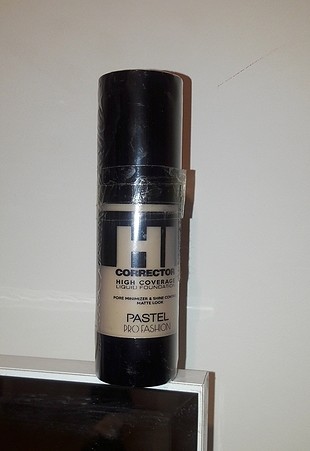 HI
CORRECTOR
HIGH COVERAGE
LIQUID FOUNDATION
PORE MINIMIZER & SHINE CONTROL
MATTE LOOK
PASTEL
PRO FASHION